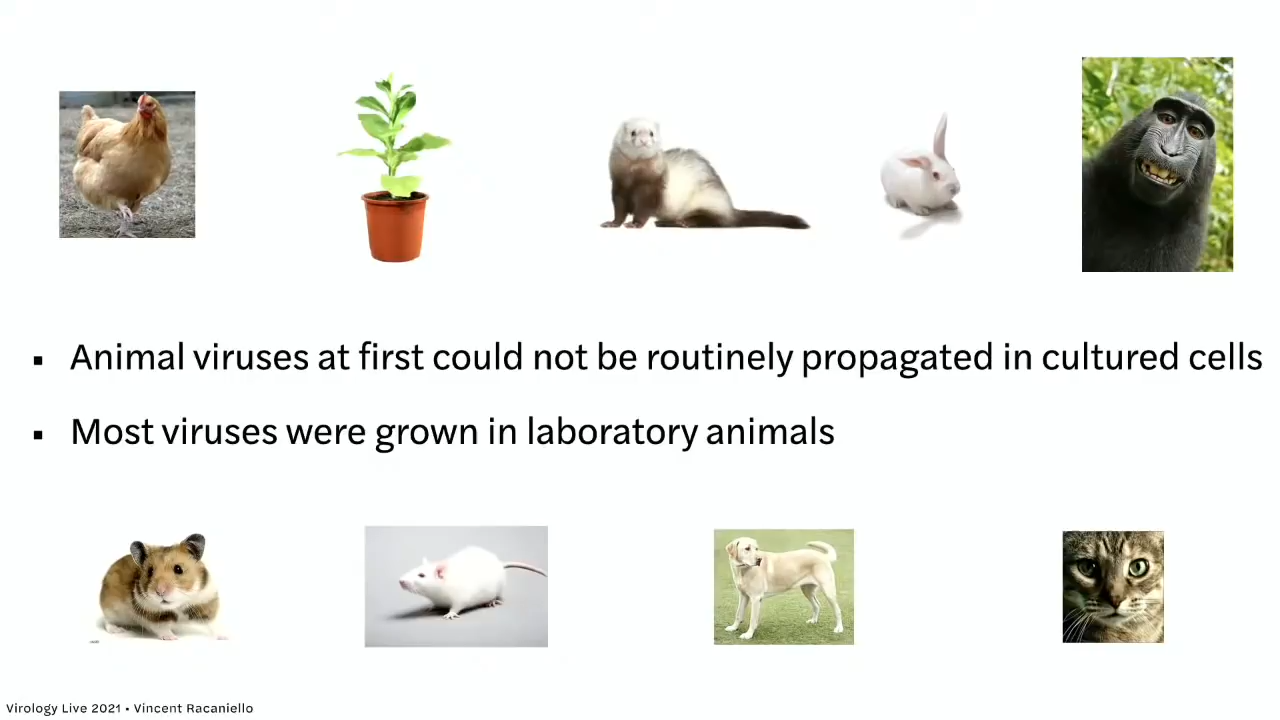 ▪ Animal viruses at first could not be routinely propagated in cultured cells
▪ Most viruses were grown in laboratory animals
Virology Live 2021 • Vincent Racaniello